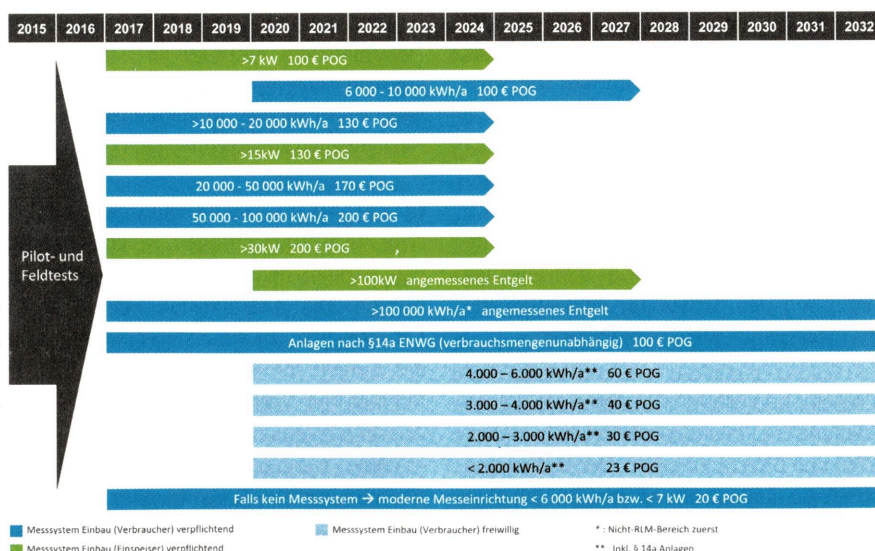 2015 2016 2017 2018 2019 2020 2021 2022 2023 2024 2025 2026 2027 2028 2029 2030 2031 2032
>7 kW 100 € POG
6 000 - 10 000 kWh/a 100 € POG
>10 000 - 20 000 kWh/a 130 € POG
>15kW 130 € POG
20 000 - 50 000 kWh/a 170 € POG
50 000 - 100 000 kWh/a 200 € POG
>30kW 200 € POG
Pilot- und
Feldtests
>100kW angemessenes Entgelt
>100 000 kWh/a* angemessenes Entgelt
Anlagen nach §14a ENWG (verbrauchsmengenunabhängig) 100 € POG
4.000 – 6.000 kWh/a** 60 € POG
3.000 – 4.000 kWh/a** 40 € POG
2.000 – 3.000 kWh/a** 30 € POG
< 2.000 kWh/a** 23 € POG
Falls kein Messsystem → moderne Messeinrichtung < 6 000 kWh/a bzw. < 7 kW 20 € POG
Messsystem Einbau (Verbraucher) verpflichtend
Messsystem Einbau (Verbraucher) freiwillig
* : Nicht-RLM-Bereich zuerst
Messsystem Einbau (Einspeiser) verpflichtend
** Inkl. § 14a Anlagen